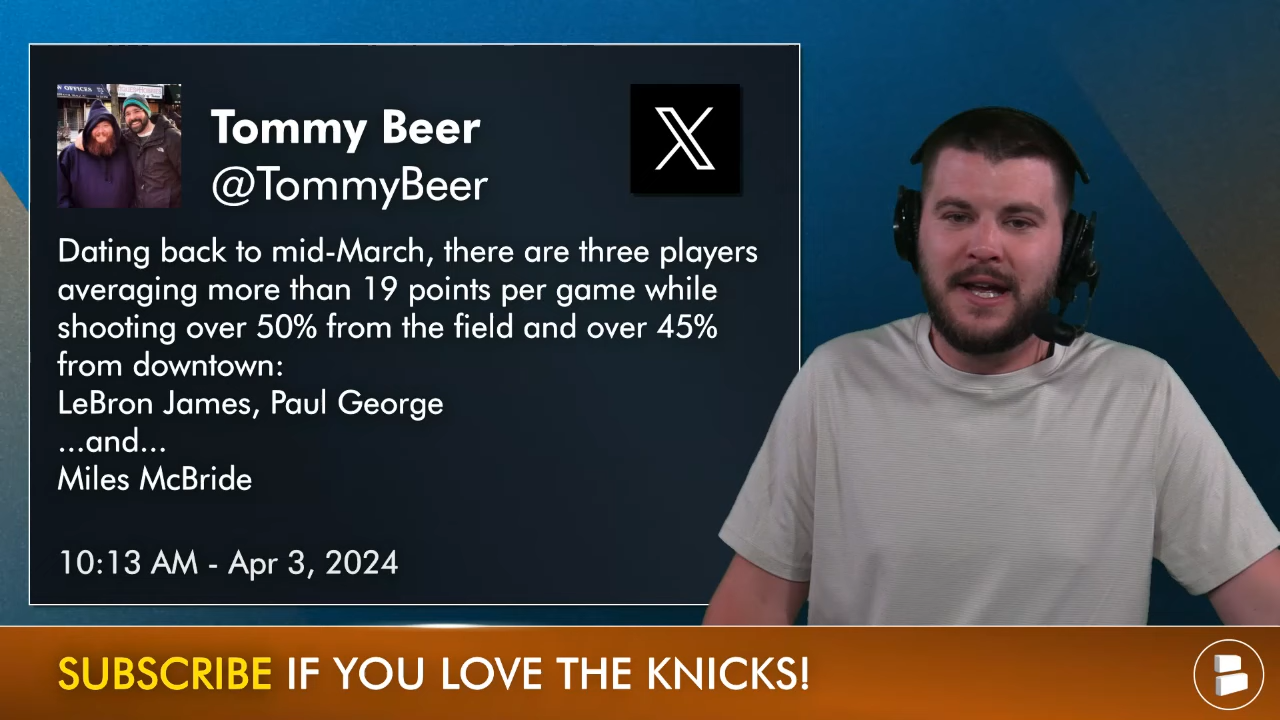 Tommy Beer
@TommyBeer
Dating back to mid-March, there are three players
averaging more than 19 points per game while
shooting over 50% from the field and over 45%
from downtown:
LeBron James, Paul George
...and...
Miles McBride
10:13 AM - Apr 3, 2024
SUBSCRIBE IF YOU LOVE THE KNICKS!